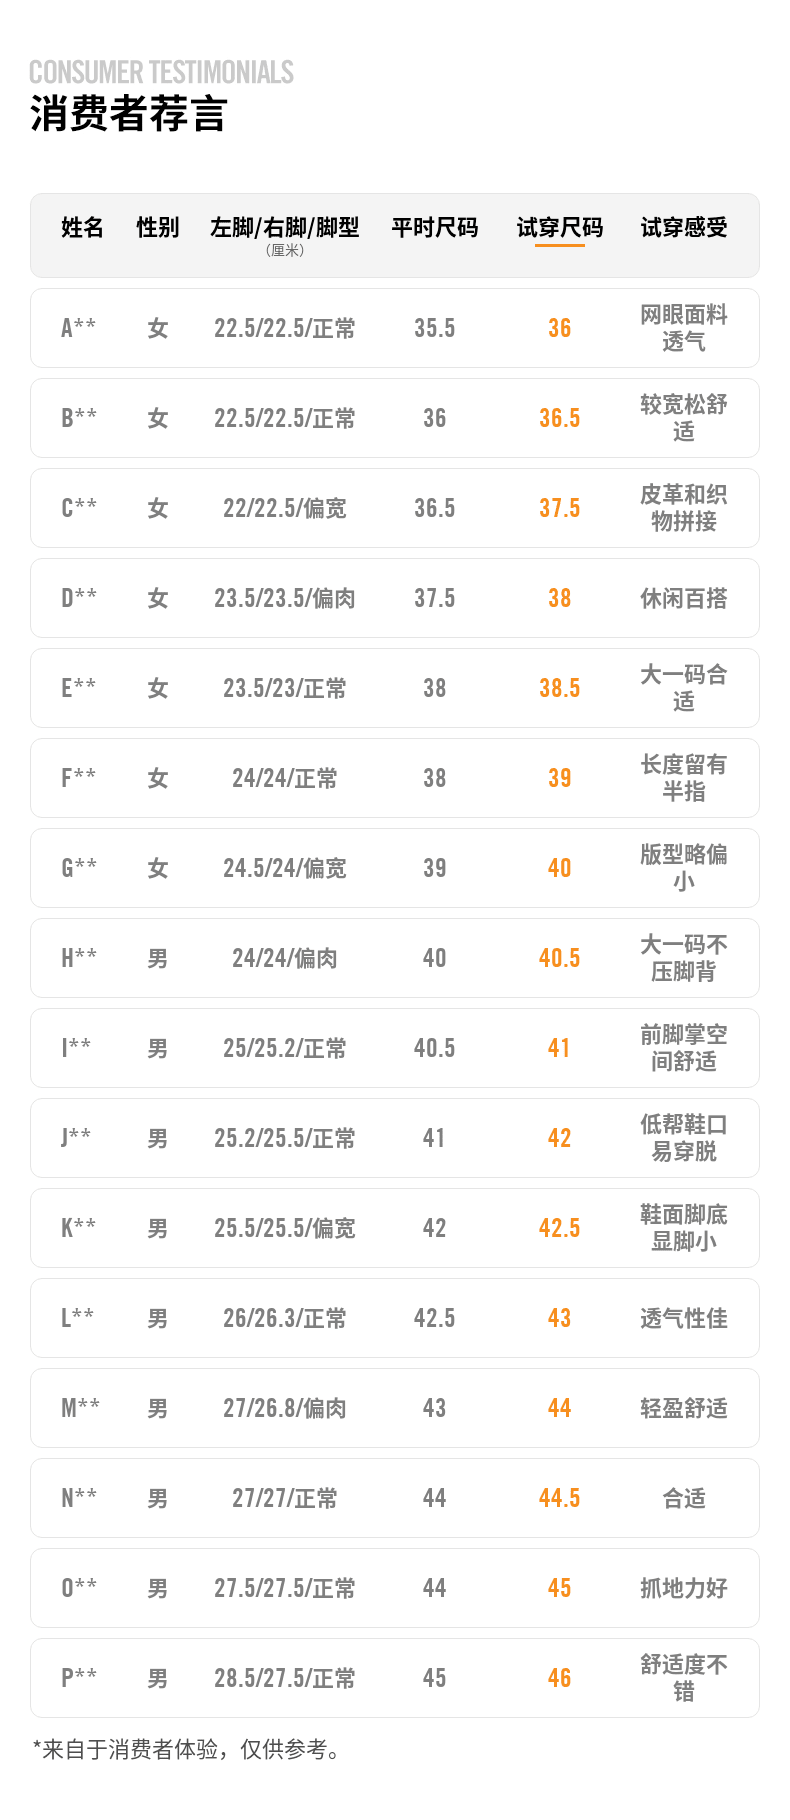 CONSUMER TESTIMONIALS
消费者荐言
姓名 性别 左脚/右脚/脚型 平时尺码 试穿尺码 试穿感受
（厘米）
A** 女 22.5/22.5/正常 35.5 36 网眼面料
透气
B** 女 22.5/22.5/正常 36 36.5 较宽松舒
适
C** 女 22/22.5/偏宽 36.5 37.5 皮革和织
物拼接
D** 女 23.5/23.5/偏肉 37.5 38 休闲百搭
E** 女 23.5/23/正常 38 38.5 大一码合
适
F** 女 24/24/正常 38 39 长度留有
半指
G** 女 24.5/24/偏宽 39 40 版型略偏
小
H** 男 24/24/偏肉 40 40.5 大一码不
压脚背
I** 男 25/25.2/正常 40.5 41 前脚掌空
间舒适
J** 男 25.2/25.5/正常 41 42 低帮鞋口
易穿脱
K** 男 25.5/25.5/偏宽 42 42.5 鞋面脚底
显脚小
L** 男 26/26.3/正常 42.5 43 透气性佳
M** 男 27/26.8/偏肉 43 44 轻盈舒适
N** 男 27/27/正常 44 44.5 合适
O** 男 27.5/27.5/正常 44 45 抓地力好
P** 男 28.5/27.5/正常 45 46 舒适度不
错
*来自于消费者体验，仅供参考。